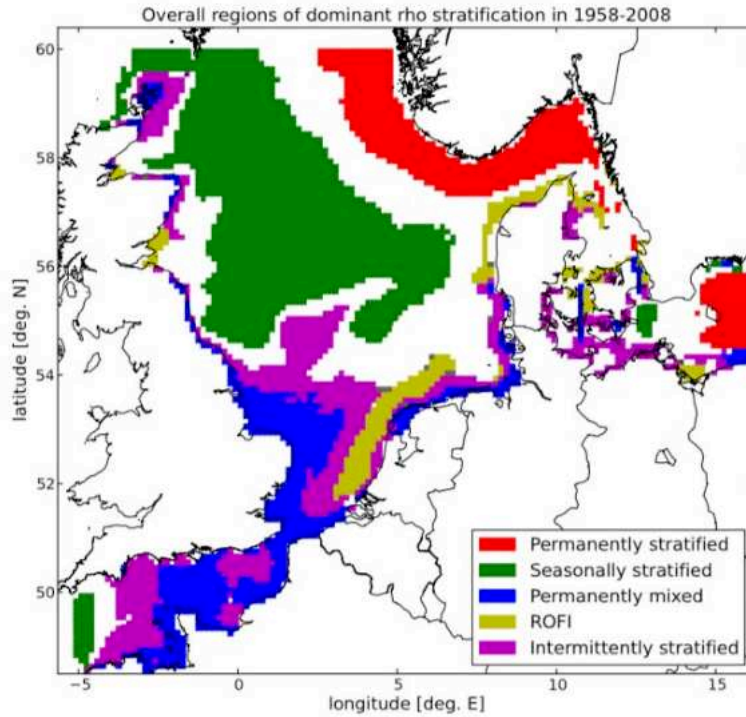 Overall regions of dominant rho stratification in 1958-2008
60
58
56
54
52
50
latitude [deg. N]
−5
0
5
10
15
longitude [deg. E]
Permanently stratified
Seasonally stratified
Permanently mixed
ROFI
Intermittently stratified